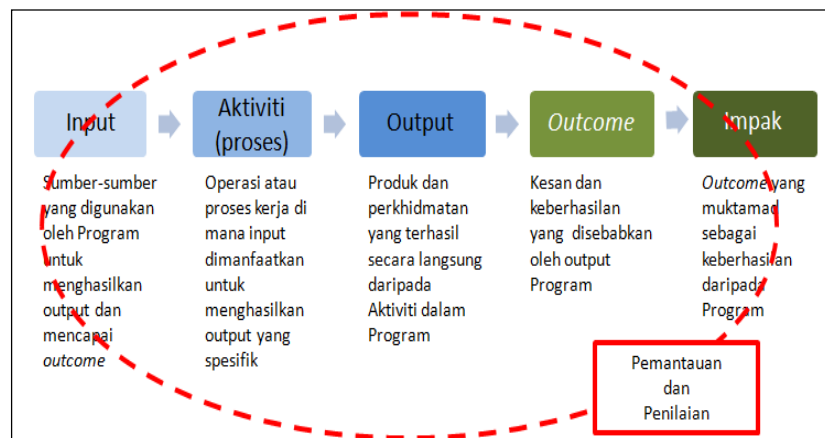 Input
Aktiviti
(proses)
Output
Outcome
Impak
Sumber-sumber
yang digunakan
oleh Program
untuk
menghasilkan
output dan
mencapai
outcome
Operasi atau
proses kerja di
mana input
dimanfaatkan
untuk
menghasilkan
output yang
spesifik
Produk dan
perkhidmatan
yang terhasil
secara langsung
daripada
Aktiviti dalam
Program
Kesan dan
keberhasilan
yang disebabkan
oleh output
Program
Outcome yang
muktamad
sebagai
keberhasilan
daripada
Program
Pemantauan
dan
Penilaian